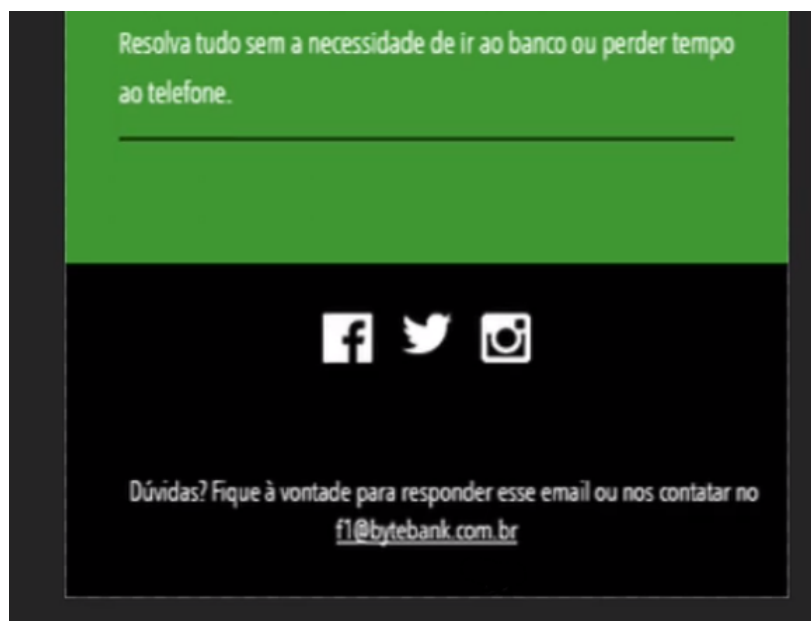 Resolva tudo sem a necessidade de ir ao banco ou perder tempo
ao telefone.
Dúvidas? Fique à vontade para responder esse email ou nos contatar no
f1@bytebank.com.br